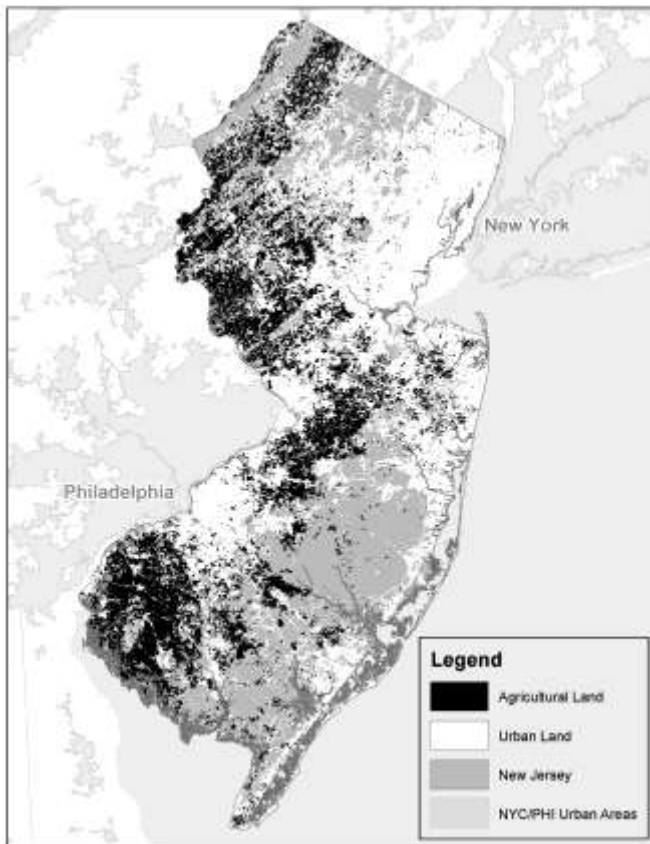 New York
Philadelphia
Legend
Agricultural Land
Urban Land
New Jersey
NYC/PHI Urban Areas